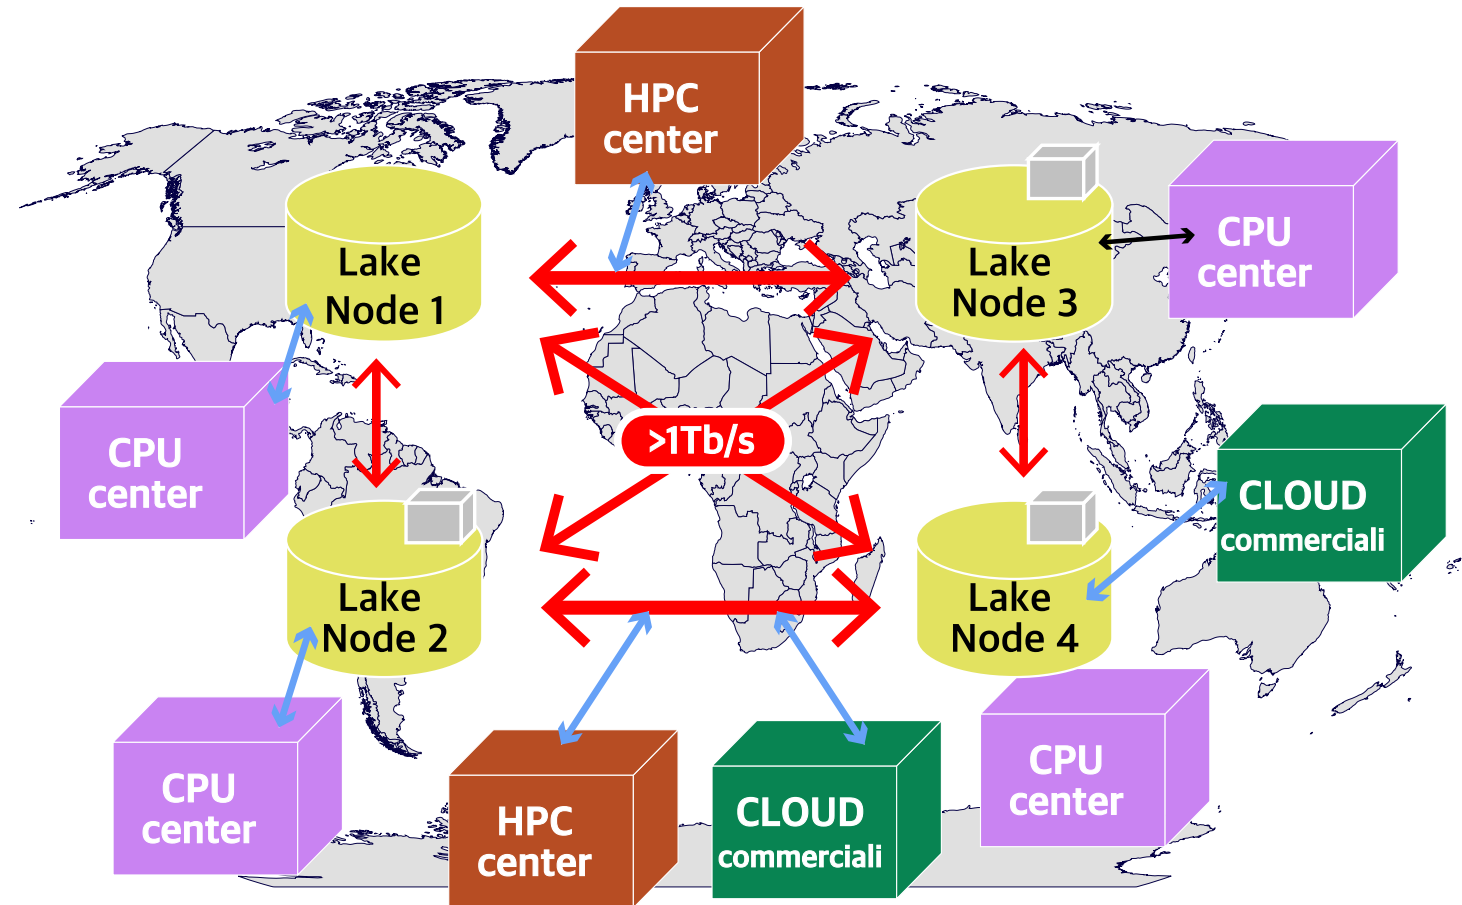 HPC
center
Lake
Node 1
Lake
Node 3
CPU
center
>1Tb/s
CPU
center
CLOUD
commerciali
Lake
Node 2
Lake
Node 4
CPU
center
HPC
center
CLOUD
commerciali
CPU
center